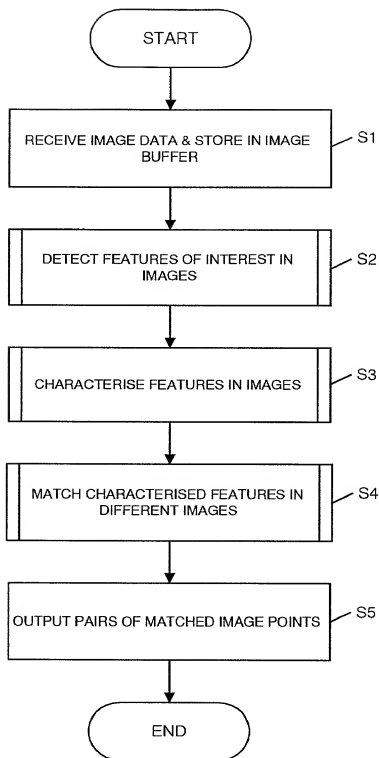 START
RECEIVE IMAGE DATA & STORE IN IMAGE
BUFFER
S1
DETECT FEATURES OF INTEREST IN
IMAGES
S2
CHARACTERISE FEATURES IN IMAGES
S3
MATCH CHARACTERISED FEATURES IN
DIFFERENT IMAGES
S4
OUTPUT PAIRS OF MATCHED IMAGE POINTS
S5
END